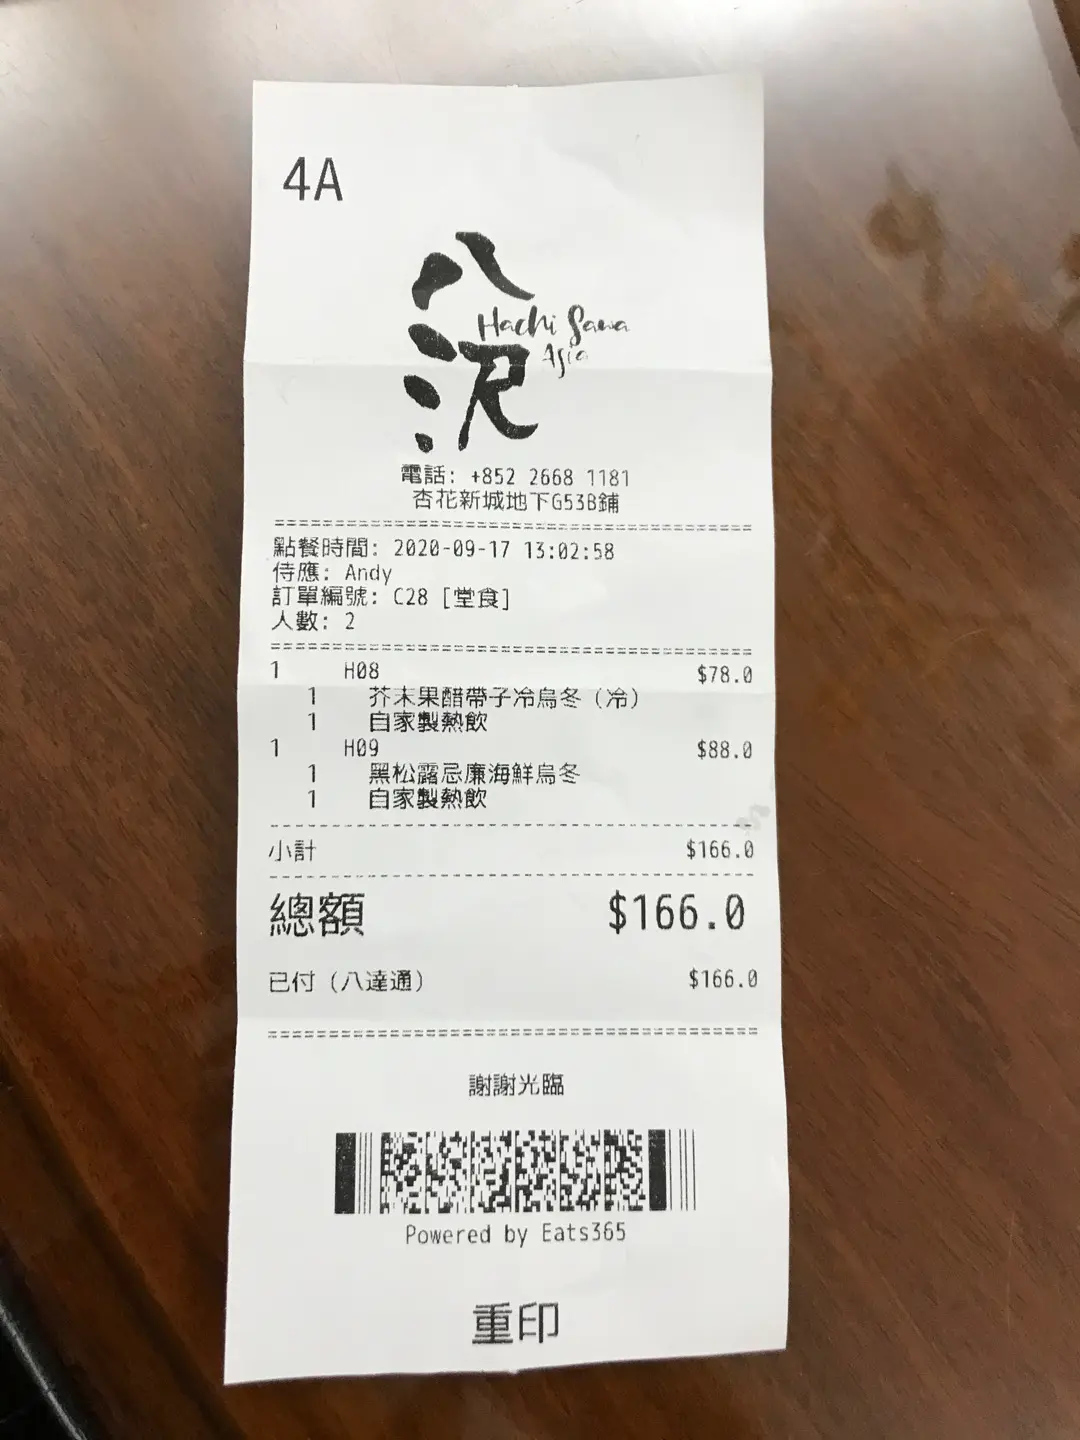 4A
八
Hachi Sawa
沢 Asia
電話: +852 2668 1181
杏花新城地下G53B鋪
點餐時間: 2020-09-17 13:02:58
侍應: Andy
訂單編號: C28 [堂食]
人數: 2
1 H08 $78.0
1 芥末果醋帶子冷烏冬（冷）
1 自家製熱飲
1 H09 $88.0
1 黑松露忌廉海鮮烏冬
1 自家製熱飲
小計 $166.0
總額 $166.0
已付（八達通） $166.0
謝謝光臨
Powered by Eats365
重印